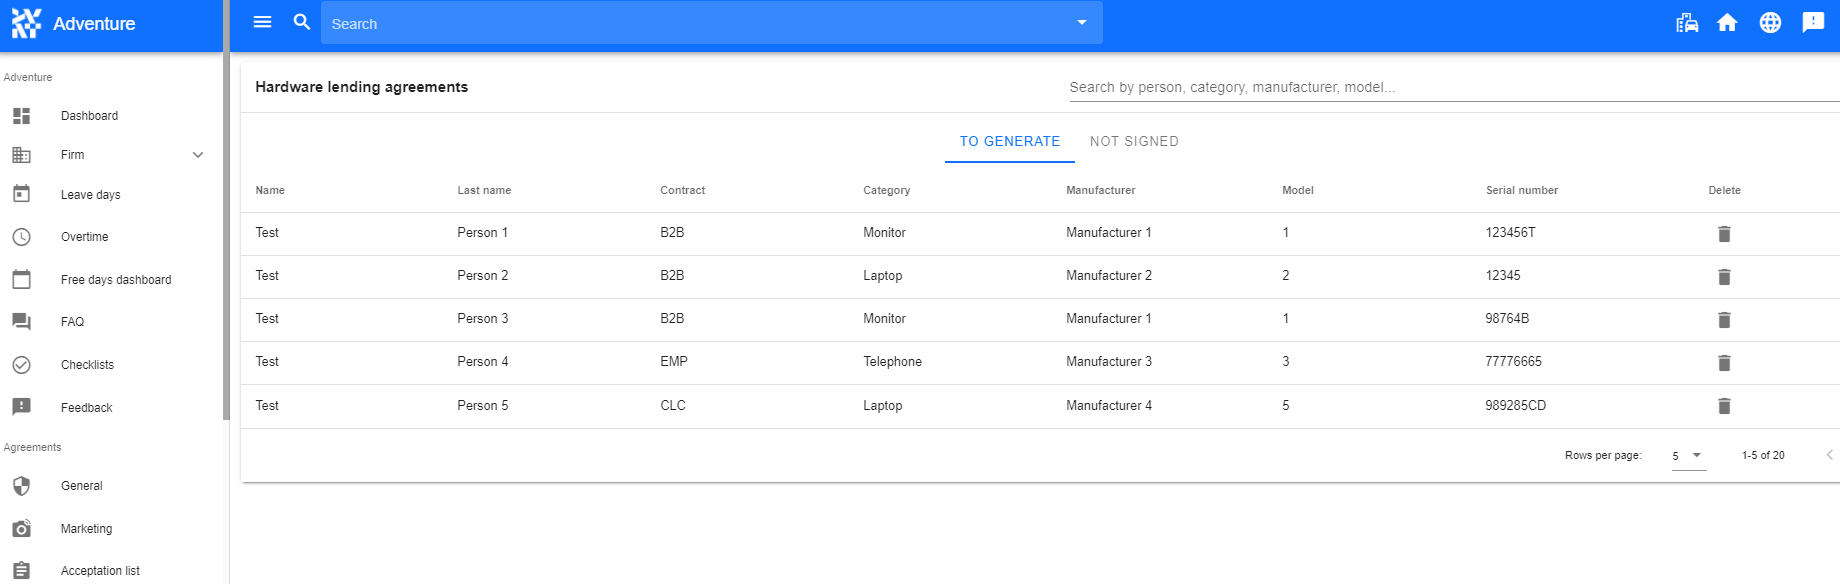 Adventure
Search
Adventure
Dashboard
Firm
Leave days
Overtime
Free days dashboard
FAQ
Checklists
Feedback
Agreements
General
Marketing
Acceptation list
Hardware lending agreements
Search by person, category, manufacturer, model...
TO GENERATE NOT SIGNED
Name Last name Contract Category Manufacturer Model Serial number Delete
Test Person 1 B2B Monitor Manufacturer 1 1 123456T
Test Person 2 B2B Laptop Manufacturer 2 2 12345
Test Person 3 B2B Monitor Manufacturer 1 1 98764B
Test Person 4 EMP Telephone Manufacturer 3 3 77776665
Test Person 5 CLC Laptop Manufacturer 4 5 989285CD
Rows per page: 5 1-5 of 20